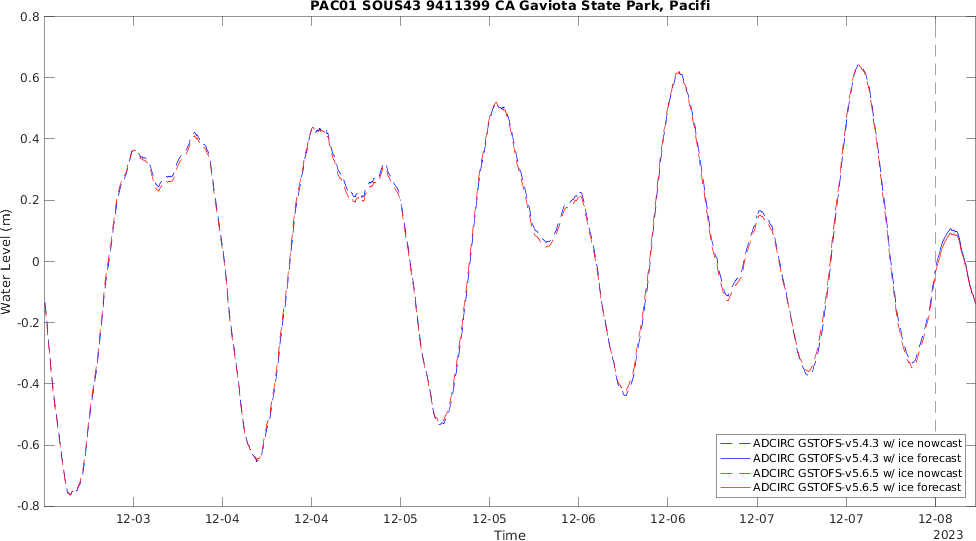 PAC01 SOUS43 9411399 CA Gaviota State Park, Pacifi
0.8
0.6
0.4
0.2
0
-0.2
-0.4
-0.6
-0.8
Water Level (m)
12-03 12-04 12-04 12-05 12-05 12-06 12-06 12-07 12-07 12-08
2023
Time
ADCIRC GSTOFS-v5.4.3 w/ ice nowcast
ADCIRC GSTOFS-v5.4.3 w/ ice forecast
ADCIRC GSTOFS-v5.6.5 w/ ice nowcast
ADCIRC GSTOFS-v5.6.5 w/ ice forecast